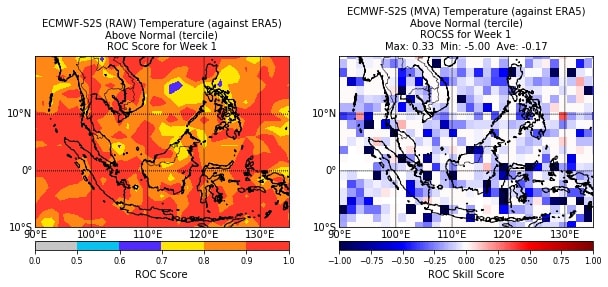 ECMWF-S2S (RAW) Temperature (against ERA5)
Above Normal (tercile)
ROC Score for Week 1
10°N
0°
10°S
90°E 100°E 110°E 120°E 130°E
0.0 0.5 0.6 0.7 0.8 0.9 1.0
ROC Score
ECMWF-S2S (MVA) Temperature (against ERA5)
Above Normal (tercile)
ROCSS for Week 1
Max: 0.33 Min: -5.00 Ave: -0.17
10°N
0°
10°S
90°E 100°E 110°E 120°E 130°E
−1.00 −0.75 −0.50 −0.25 0.00 0.25 0.50 0.75 1.00
ROC Skill Score